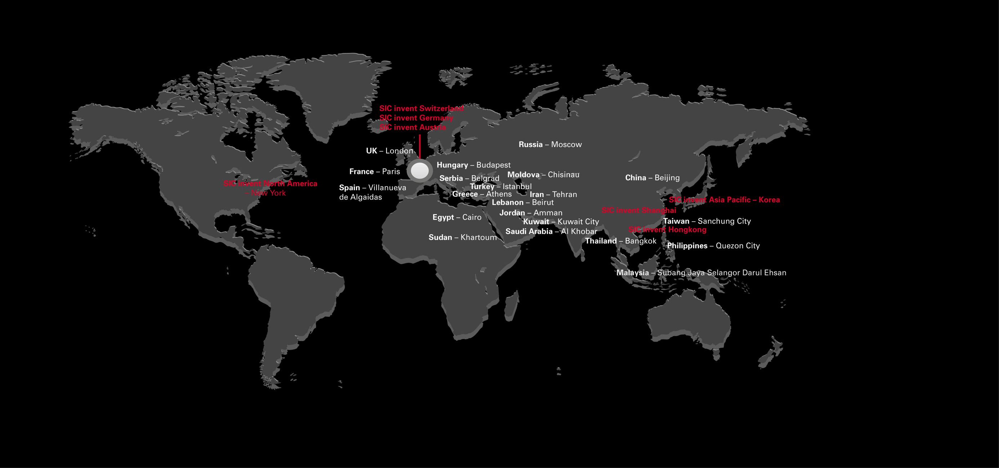 SIC invent Switzerland
SIC invent Germany
SIC invent Austria
Russia – Moscow
UK – London
Hungary – Budapest
France – Paris
Moldova – Chisinau
China – Beijing
Serbia – Belgrad
SIC invent North America
– New York
Turkey – Istanbul
Spain – Villanueva
de Algaidas
Greece – Athens
Iran – Tehran
SIC invent Asia Pacific – Korea
Lebanon – Beirut
SIC invent Shanghai
Jordan – Amman
Egypt – Cairo
Taiwan – Sanchung City
Kuwait – Kuwait City
SIC invent Hongkong
Saudi Arabia – Al Khobar
Sudan – Khartoum
Thailand – Bangkok
Philippines – Quezon City
Malaysia – Subang Jaya Selangor Darul Ehsan